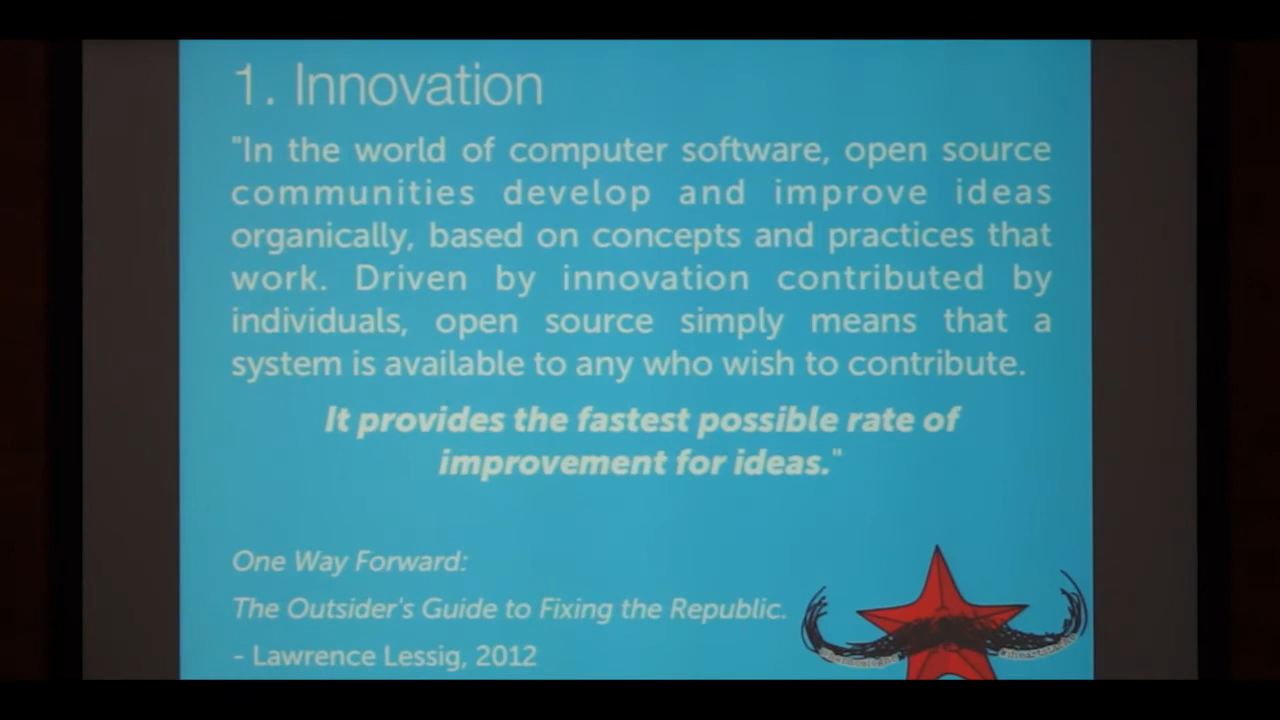 1. Innovation
"In the world of computer software, open source
communities develop and improve ideas
organically, based on concepts and practices that
work. Driven by innovation contributed by
individuals, open source simply means that a
system is available to any who wish to contribute.
It provides the fastest possible rate of
improvement for ideas."
One Way Forward:
The Outsider's Guide to Fixing the Republic.
- Lawrence Lessig, 2012